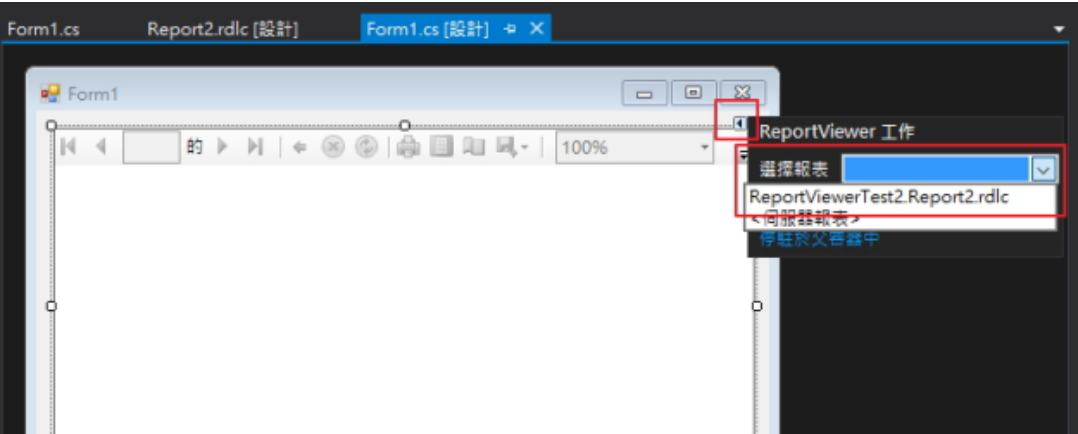 Form1.cs
Report2.rdlc [設計]
Form1.cs [設計]
Form1
的
100%
ReportViewer 工作
選擇報表
ReportViewerTest2.Report2.rdlc
<伺服器報表>
停駐於父容器中